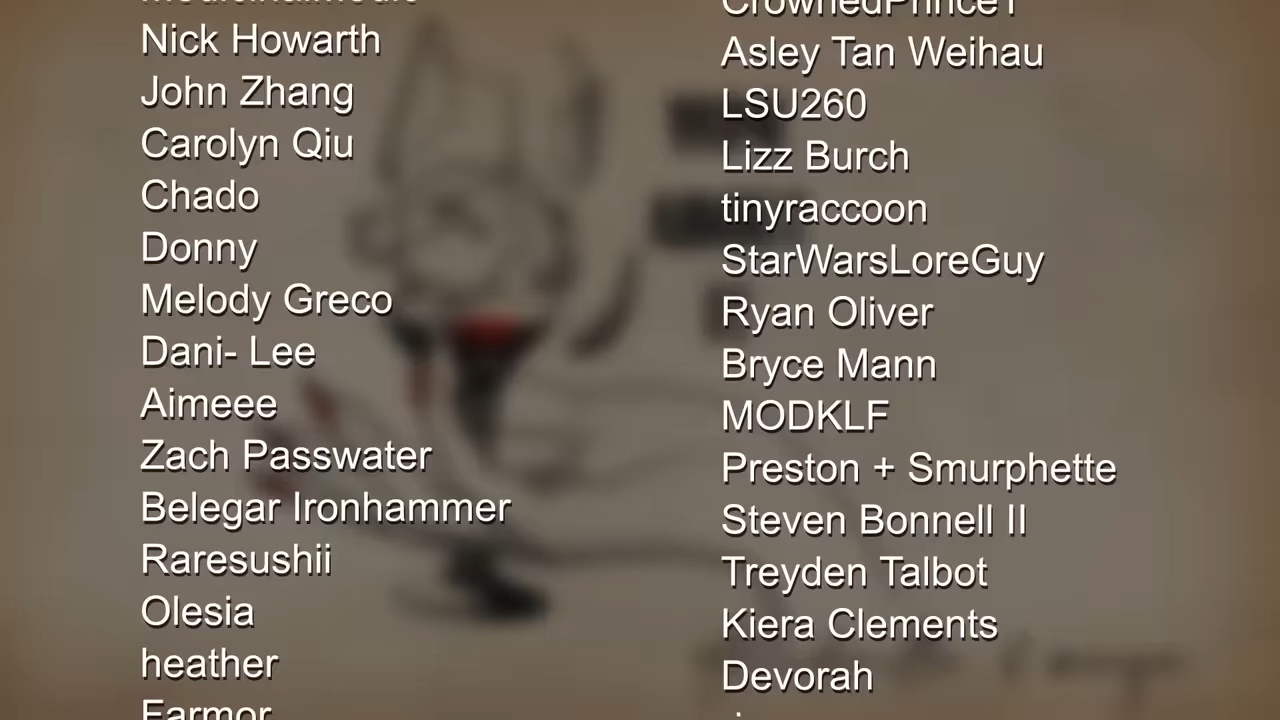 Nick Howarth
John Zhang
Carolyn Qiu
Chado
Donny
Melody Greco
Dani- Lee
Aimeee
Zach Passwater
Belegar Ironhammer
Raresushii
Olesia
heather
CrownedPrince1
Asley Tan Weihau
LSU260
Lizz Burch
tinyraccoon
StarWarsLoreGuy
Ryan Oliver
Bryce Mann
MODKLF
Preston + Smurphette
Steven Bonnell II
Treyden Talbot
Kiera Clements
Devorah